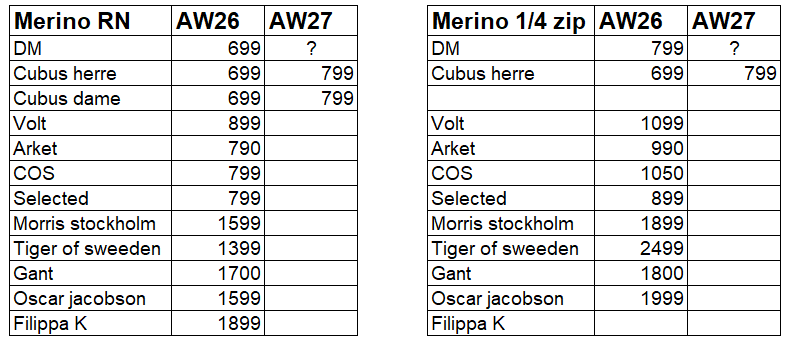 Merino RN AW26 AW27
DM 699 ?
Cubus herre 699 799
Cubus dame 699 799
Volt 899
Arket 790
COS 799
Selected 799
Morris stockholm 1599
Tiger of sweeden 1399
Gant 1700
Oscar jacobson 1599
Filippa K 1899
Merino 1/4 zip AW26 AW27
DM 799 ?
Cubus herre 699 799
Volt 1099
Arket 990
COS 1050
Selected 899
Morris stockholm 1899
Tiger of sweeden 2499
Gant 1800
Oscar jacobson 1999
Filippa K